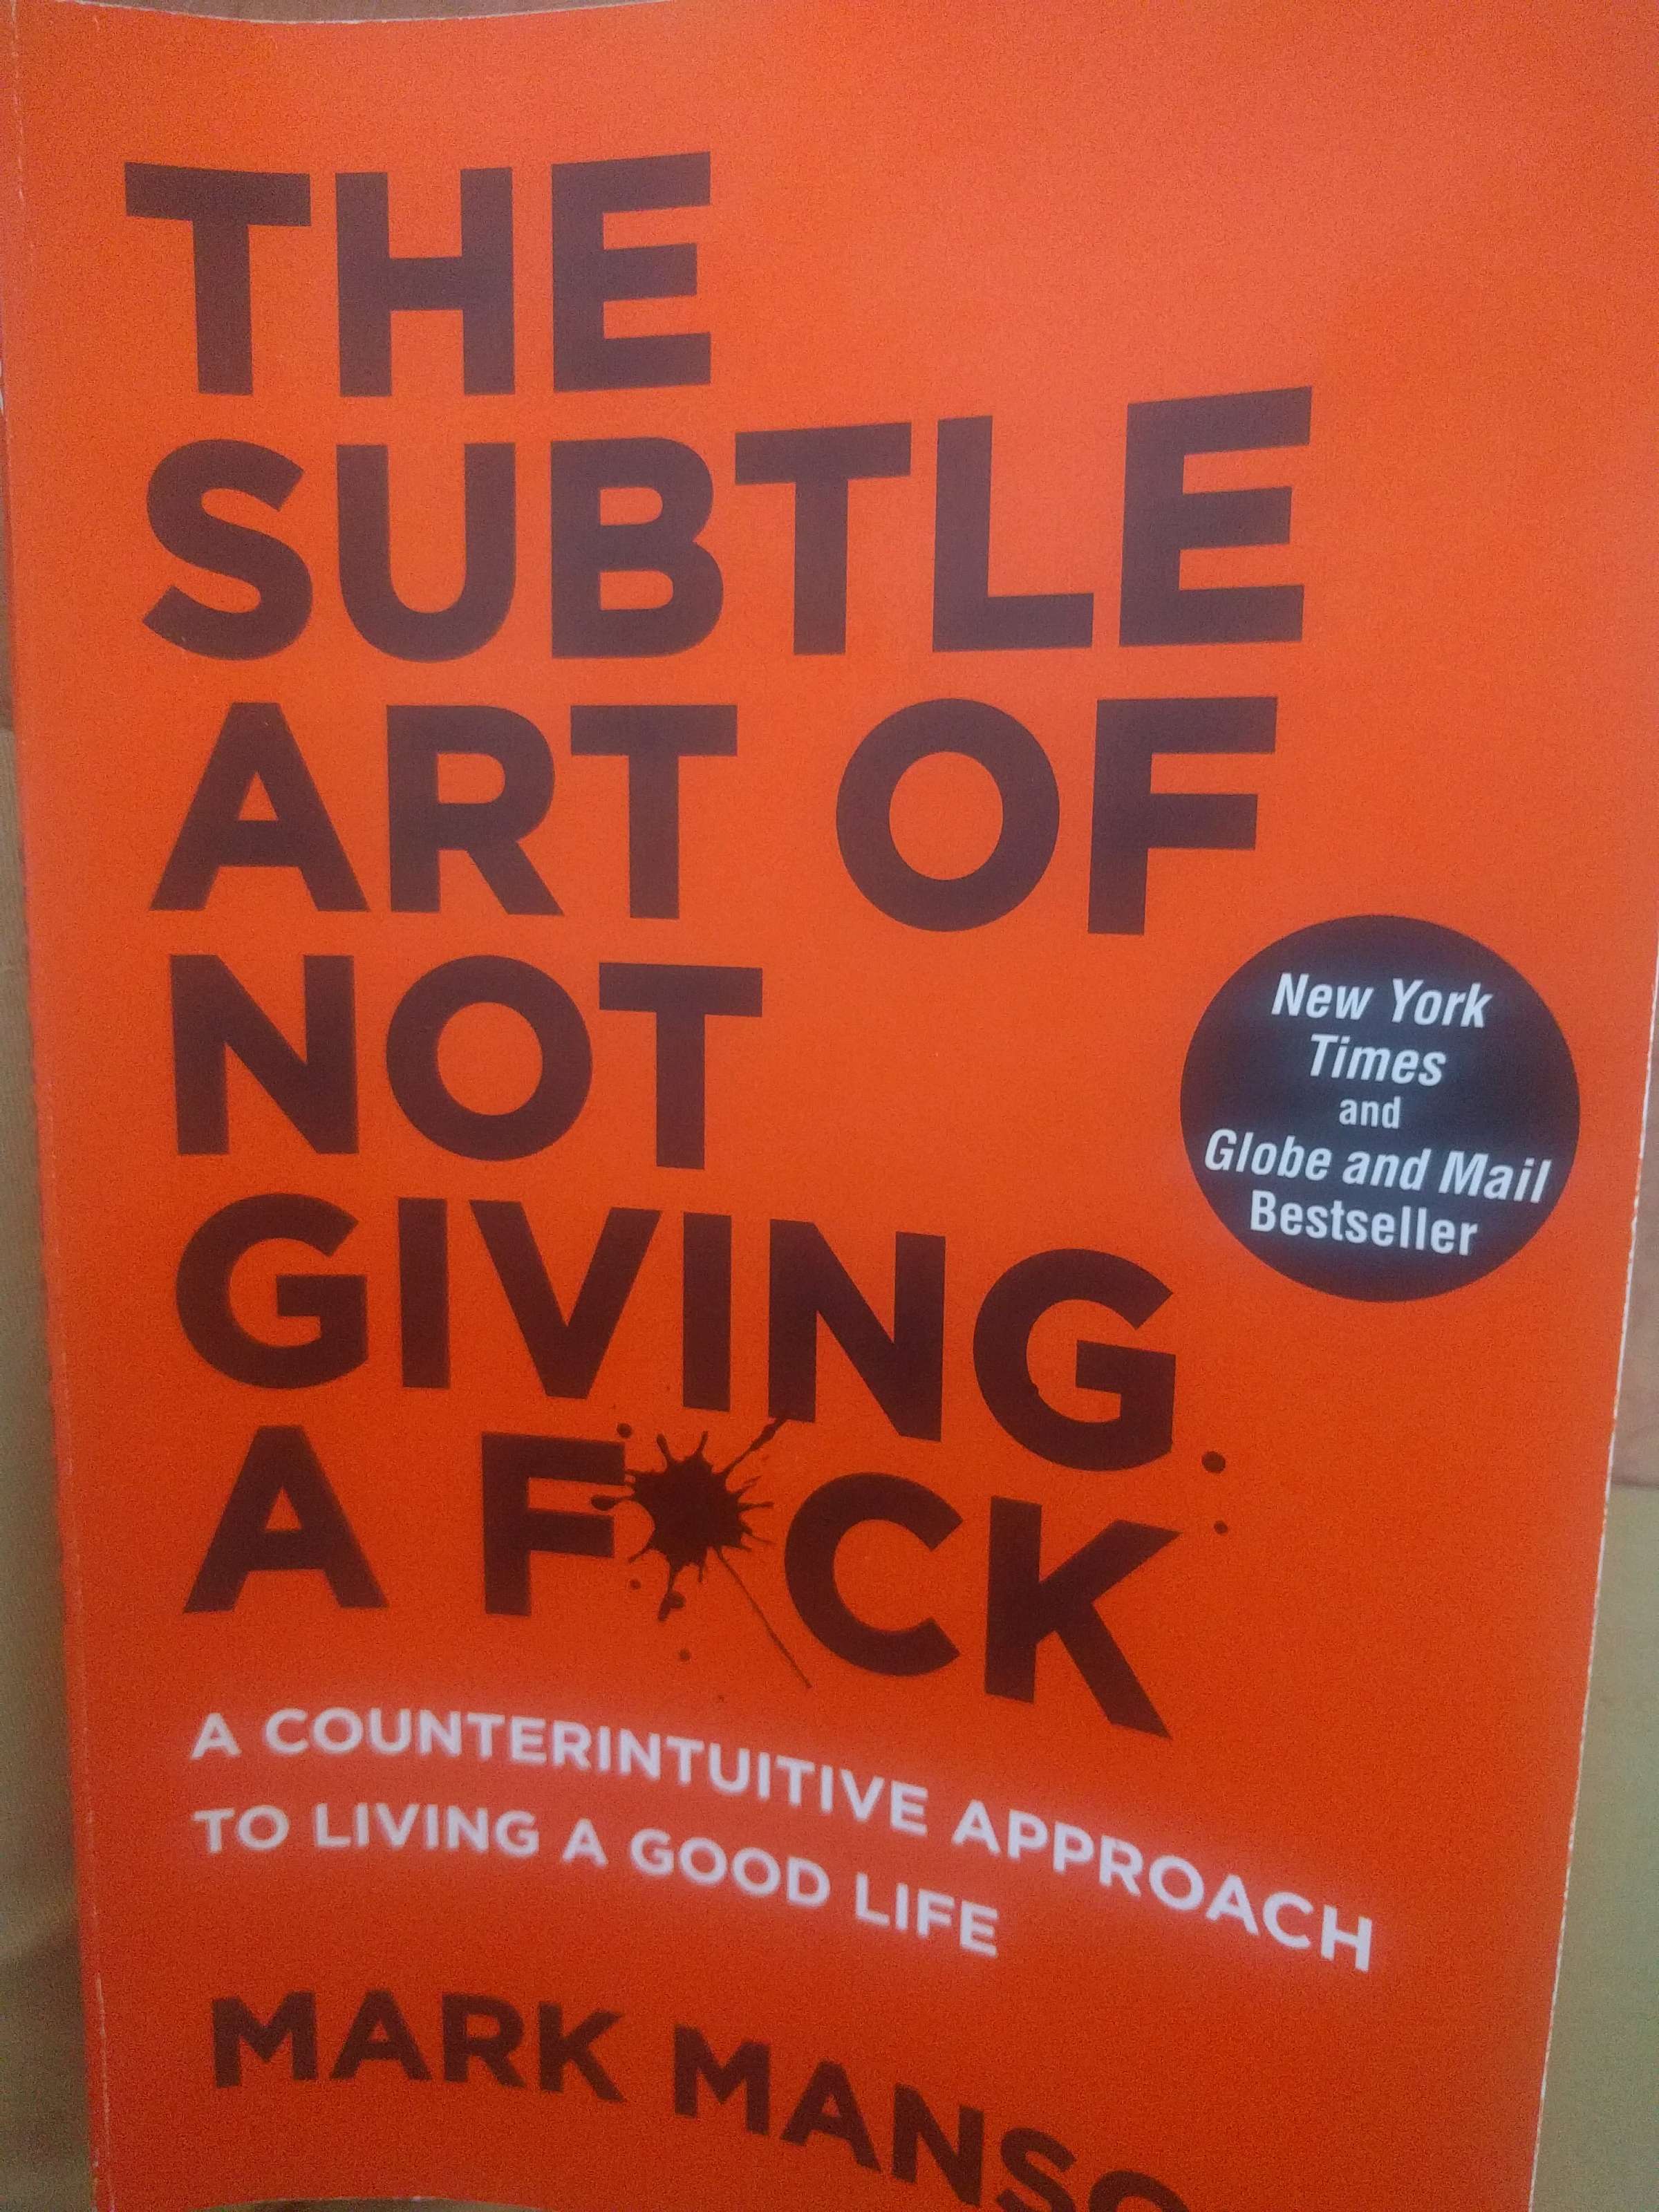 THE
SUBTLE
ART OF
NOT
GIVING
A F*CK
New York
Times
and
Globe and Mail
Bestseller
A COUNTERINTUITIVE APPROACH
TO LIVING A GOOD LIFE
MARK MANSO